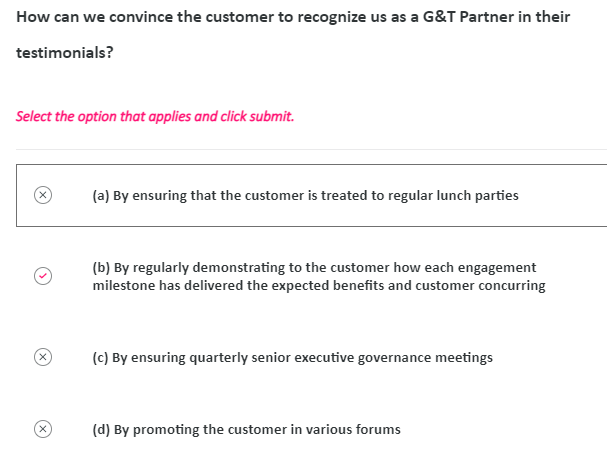 How can we convince the customer to recognize us as a G&T Partner in their
testimonials?
Select the option that applies and click submit.
(a) By ensuring that the customer is treated to regular lunch parties
(b) By regularly demonstrating to the customer how each engagement
milestone has delivered the expected benefits and customer concurring
(c) By ensuring quarterly senior executive governance meetings
(d) By promoting the customer in various forums